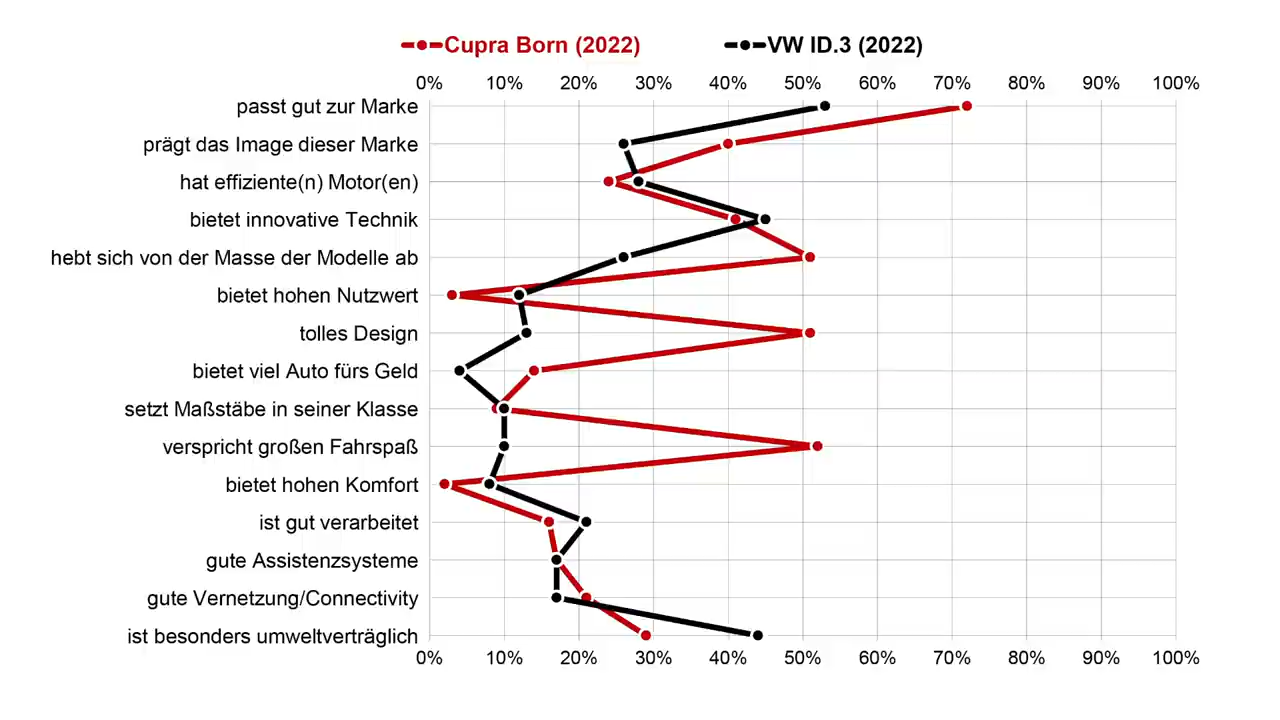 Cupra Born (2022) VW ID.3 (2022)
0% 10% 20% 30% 40% 50% 60% 70% 80% 90% 100%
passt gut zur Marke
prägt das Image dieser Marke
hat effiziente(n) Motor(en)
bietet innovative Technik
hebt sich von der Masse der Modelle ab
bietet hohen Nutzwert
tolles Design
bietet viel Auto fürs Geld
setzt Maßstäbe in seiner Klasse
verspricht großen Fahrspaß
bietet hohen Komfort
ist gut verarbeitet
gute Assistenzsysteme
gute Vernetzung/Connectivity
ist besonders umweltverträglich
0% 10% 20% 30% 40% 50% 60% 70% 80% 90% 100%